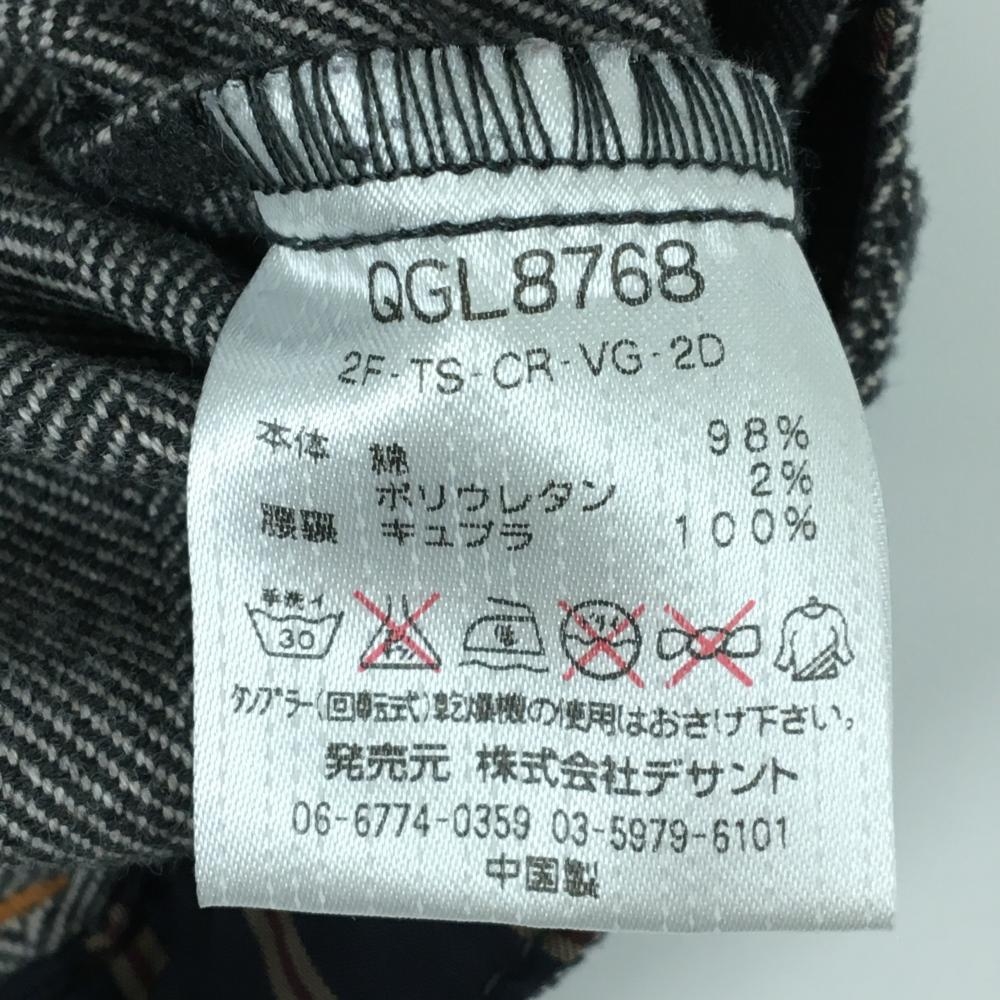 QGL8768
2F-TS-CR-VG-2D
本体 綿 98%
ポリウレタン 2%
腰裏 キュプラ 100%
手洗イ
30
低
タンブラー(回転式)乾燥機の使用はおさけ下さい。
発売元 株式会社デサント
06-6774-0359 03-5979-6101
中国製